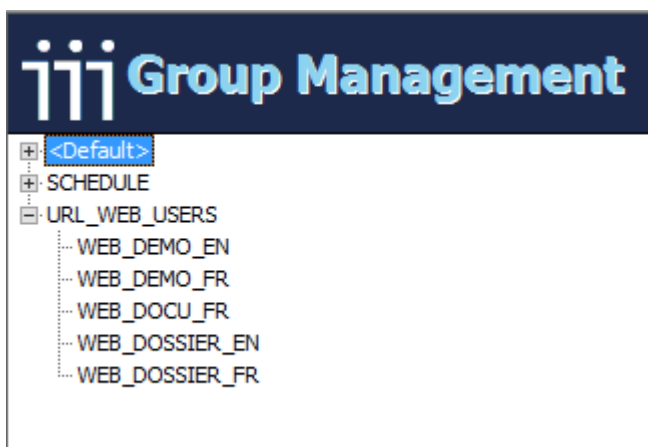 Group Management
<Default>
SCHEDULE
URL_WEB_USERS
WEB_DEMO_EN
WEB_DEMO_FR
WEB_DOCU_FR
WEB_DOSSIER_EN
WEB_DOSSIER_FR